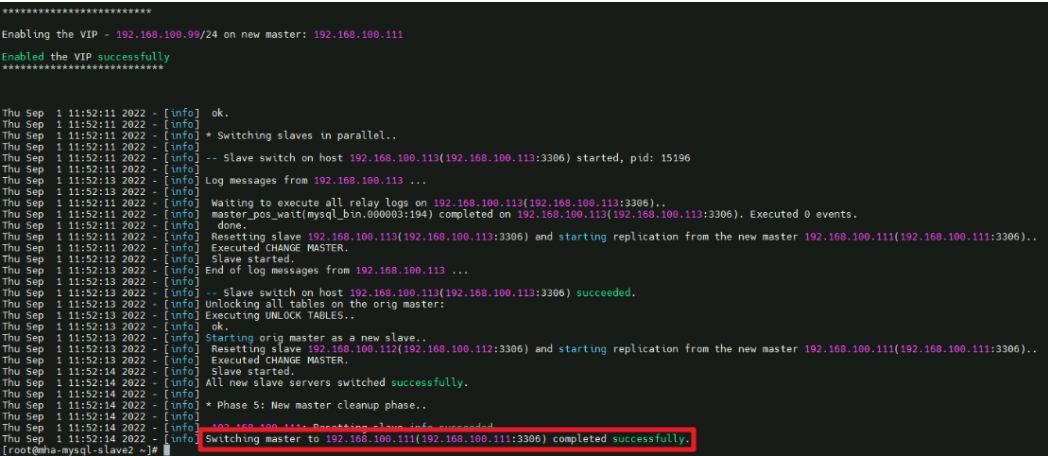 *************************
Enabling the VIP - 192.168.100.99/24 on new master: 192.168.100.111
Enabled the VIP successfully
***************************
Thu Sep  1 11:52:11 2022 - [info]  ok.
Thu Sep  1 11:52:11 2022 - [info]
Thu Sep  1 11:52:11 2022 - [info] * Switching slaves in parallel..
Thu Sep  1 11:52:11 2022 - [info]
Thu Sep  1 11:52:11 2022 - [info] -- Slave switch on host 192.168.100.113(192.168.100.113:3306) started, pid: 15196
Thu Sep  1 11:52:11 2022 - [info]
Thu Sep  1 11:52:13 2022 - [info] Log messages from 192.168.100.113 ...
Thu Sep  1 11:52:13 2022 - [info]
Thu Sep  1 11:52:11 2022 - [info]  Waiting to execute all relay logs on 192.168.100.113(192.168.100.113:3306)..
Thu Sep  1 11:52:11 2022 - [info]  master_pos_wait(mysql_bin.000003:194) completed on 192.168.100.113(192.168.100.113:3306). Executed 0 events.
Thu Sep  1 11:52:11 2022 - [info]   done.
Thu Sep  1 11:52:11 2022 - [info]  Resetting slave 192.168.100.113(192.168.100.113:3306) and starting replication from the new master 192.168.100.111(192.168.100.111:3306)..
Thu Sep  1 11:52:11 2022 - [info]  Executed CHANGE MASTER.
Thu Sep  1 11:52:12 2022 - [info]  Slave started.
Thu Sep  1 11:52:13 2022 - [info] End of log messages from 192.168.100.113 ...
Thu Sep  1 11:52:13 2022 - [info]
Thu Sep  1 11:52:13 2022 - [info] -- Slave switch on host 192.168.100.113(192.168.100.113:3306) succeeded.
Thu Sep  1 11:52:13 2022 - [info] Unlocking all tables on the orig master:
Thu Sep  1 11:52:13 2022 - [info] Executing UNLOCK TABLES..
Thu Sep  1 11:52:13 2022 - [info]  ok.
Thu Sep  1 11:52:13 2022 - [info] Starting orig master as a new slave..
Thu Sep  1 11:52:13 2022 - [info]  Resetting slave 192.168.100.112(192.168.100.112:3306) and starting replication from the new master 192.168.100.111(192.168.100.111:3306)..
Thu Sep  1 11:52:14 2022 - [info]  Executed CHANGE MASTER.
Thu Sep  1 11:52:14 2022 - [info]  Slave started.
Thu Sep  1 11:52:14 2022 - [info] All new slave servers switched successfully.
Thu Sep  1 11:52:14 2022 - [info]
Thu Sep  1 11:52:14 2022 - [info] * Phase 5: New master cleanup phase..
Thu Sep  1 11:52:14 2022 - [info]
Thu Sep  1 11:52:14 2022 - [info]  192.168.100.111: Resetting slave info succeeded.
Thu Sep  1 11:52:14 2022 - [info] Switching master to 192.168.100.111(192.168.100.111:3306) completed successfully.
[root@mha-mysql-slave2 ~]#